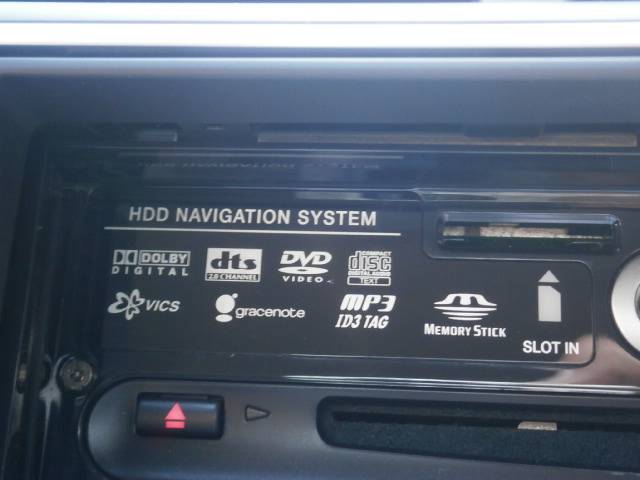 HDD NAVIGATION SYSTEM
DOLBY DIGITAL
dts 2.0 CHANNEL
DVD VIDEO
COMPACT disc DIGITAL AUDIO TEXT
VICS
gracenote
MP3 ID3 TAG
MEMORY STICK
SLOT IN